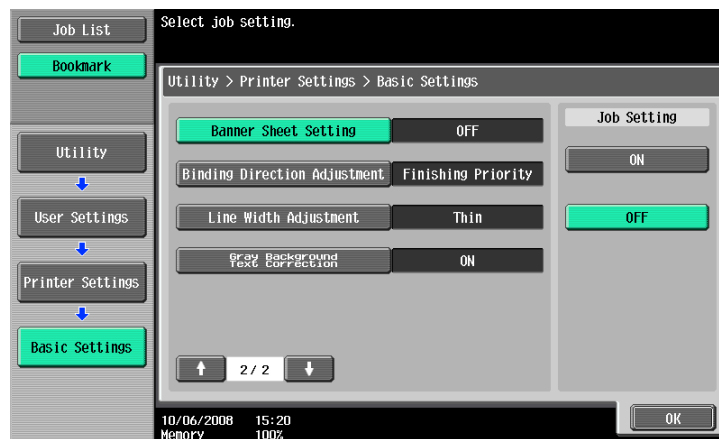 Job List
Select job setting.
Bookmark
Utility > Printer Settings > Basic Settings
Banner Sheet Setting OFF
Job Setting
ON
Utility
Binding Direction Adjustment Finishing Priority
User Settings
Line Width Adjustment Thin
OFF
Gray Background
Text Correction
ON
Printer Settings
Basic Settings
2/2
10/06/2008 15:20
Memory 100%
OK